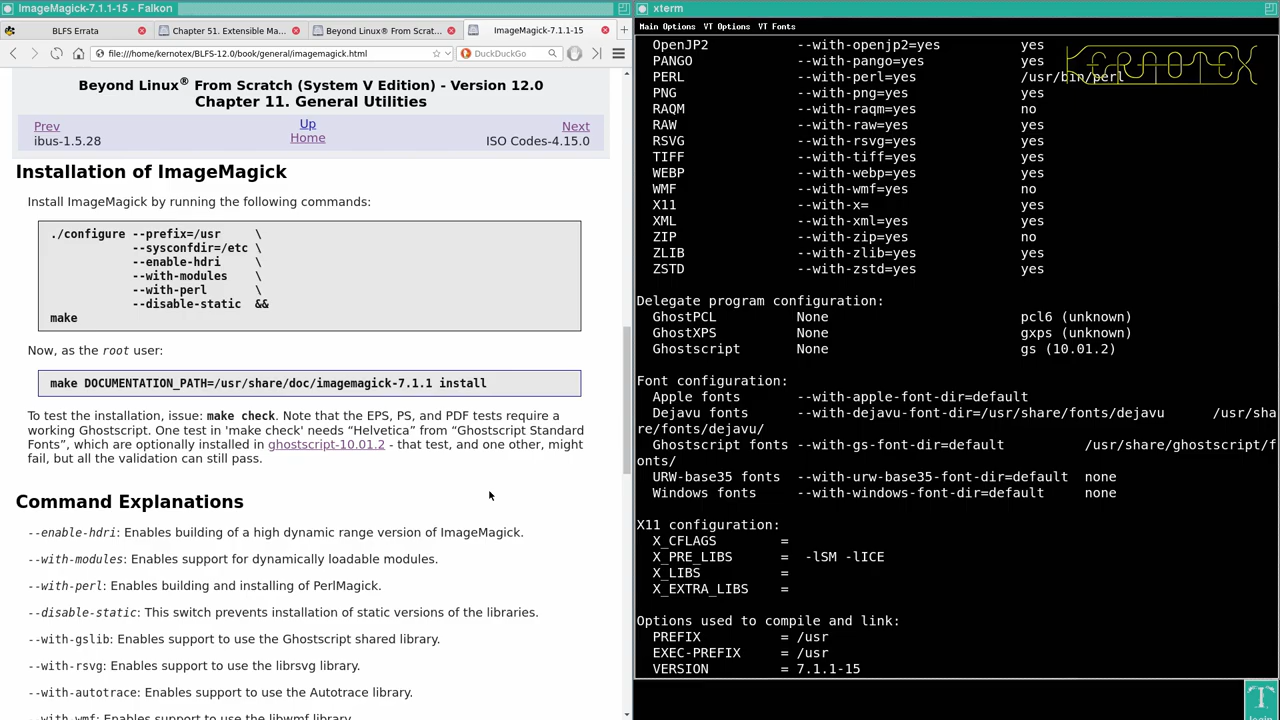 ImageMagick-7.1.1-15 - Falkon
BLFS Errata
Chapter 51. Extensible Ma...
Beyond Linux® From Scrat...
ImageMagick-7.1.1-15
file:///home/kernotex/BLFS-12.0/book/general/imagemagick.html
DuckDuckGo
Beyond Linux® From Scratch (System V Edition) - Version 12.0
Chapter 11. General Utilities
Prev
Up
Next
ibus-1.5.28
Home
ISO Codes-4.15.0
Installation of ImageMagick
Install ImageMagick by running the following commands:
./configure --prefix=/usr \
--sysconfdir=/etc \
--enable-hdri \
--with-modules \
--with-perl \
--disable-static &&
make
Now, as the root user:
make DOCUMENTATION_PATH=/usr/share/doc/imagemagick-7.1.1 install
To test the installation, issue: make check. Note that the EPS, PS, and PDF tests require a
working Ghostscript. One test in 'make check' needs “Helvetica” from “Ghostscript Standard
Fonts”, which are optionally installed in ghostscript-10.01.2 - that test, and one other, might
fail, but all the validation can still pass.
Command Explanations
--enable-hdri: Enables building of a high dynamic range version of ImageMagick.
--with-modules: Enables support for dynamically loadable modules.
--with-perl: Enables building and installing of PerlMagick.
--disable-static: This switch prevents installation of static versions of the libraries.
--with-gslib: Enables support to use the Ghostscript shared library.
--with-rsvg: Enables support to use the librsvg library.
--with-autotrace: Enables support to use the Autotrace library.
--with-wmf: Enables support to use the libwmf library.
xterm
Main Options VT Options VT Fonts
OpenJP2 --with-openjp2=yes yes
PANGO --with-pango=yes yes
PERL --with-perl=yes /usr/bin/perl
PNG --with-png=yes yes
RAQM --with-raqm=yes no
RAW --with-raw=yes yes
RSVG --with-rsvg=yes yes
TIFF --with-tiff=yes yes
WEBP --with-webp=yes yes
WMF --with-wmf=yes no
X11 --with-x= yes
XML --with-xml=yes yes
ZIP --with-zip=yes no
ZLIB --with-zlib=yes yes
ZSTD --with-zstd=yes yes
Delegate program configuration:
GhostPCL None pcl6 (unknown)
GhostXPS None gxps (unknown)
Ghostscript None gs (10.01.2)
Font configuration:
Apple fonts --with-apple-font-dir=default
Dejavu fonts --with-dejavu-font-dir=/usr/share/fonts/dejavu /usr/sha
re/fonts/dejavu/
Ghostscript fonts --with-gs-font-dir=default /usr/share/ghostscript/f
onts/
URW-base35 fonts --with-urw-base35-font-dir=default none
Windows fonts --with-windows-font-dir=default none
X11 configuration:
X_CFLAGS =
X_PRE_LIBS = -lSM -lICE
X_LIBS =
X_EXTRA_LIBS =
Options used to compile and link:
PREFIX = /usr
EXEC-PREFIX = /usr
VERSION = 7.1.1-15
KERNOTEX
T
login